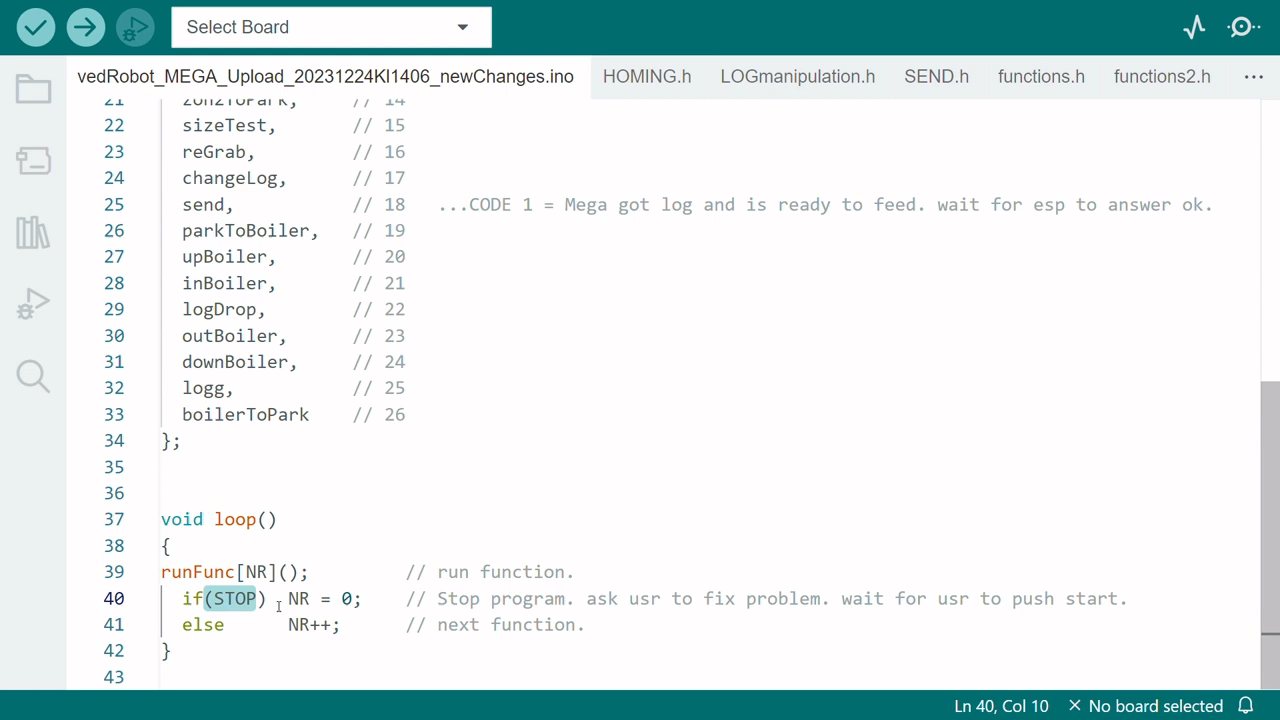 Select Board
vedRobot_MEGA_Upload_20231224Kl1406_newChanges.ino HOMING.h LOGmanipulation.h SEND.h functions.h functions2.h ...
21 zon2ToPark, // 14
22 sizeTest, // 15
23 reGrab, // 16
24 changeLog, // 17
25 send, // 18 ...CODE 1 = Mega got log and is ready to feed. wait for esp to answer ok.
26 parkToBoiler, // 19
27 upBoiler, // 20
28 inBoiler, // 21
29 logDrop, // 22
30 outBoiler, // 23
31 downBoiler, // 24
32 logg, // 25
33 boilerToPark // 26
34 };
35
36
37 void loop()
38 {
39 runFunc[NR](); // run function.
40 if(STOP) NR = 0; // Stop program. ask usr to fix problem. wait for usr to push start.
41 else NR++; // next function.
42 }
43
Ln 40, Col 10 × No board selected